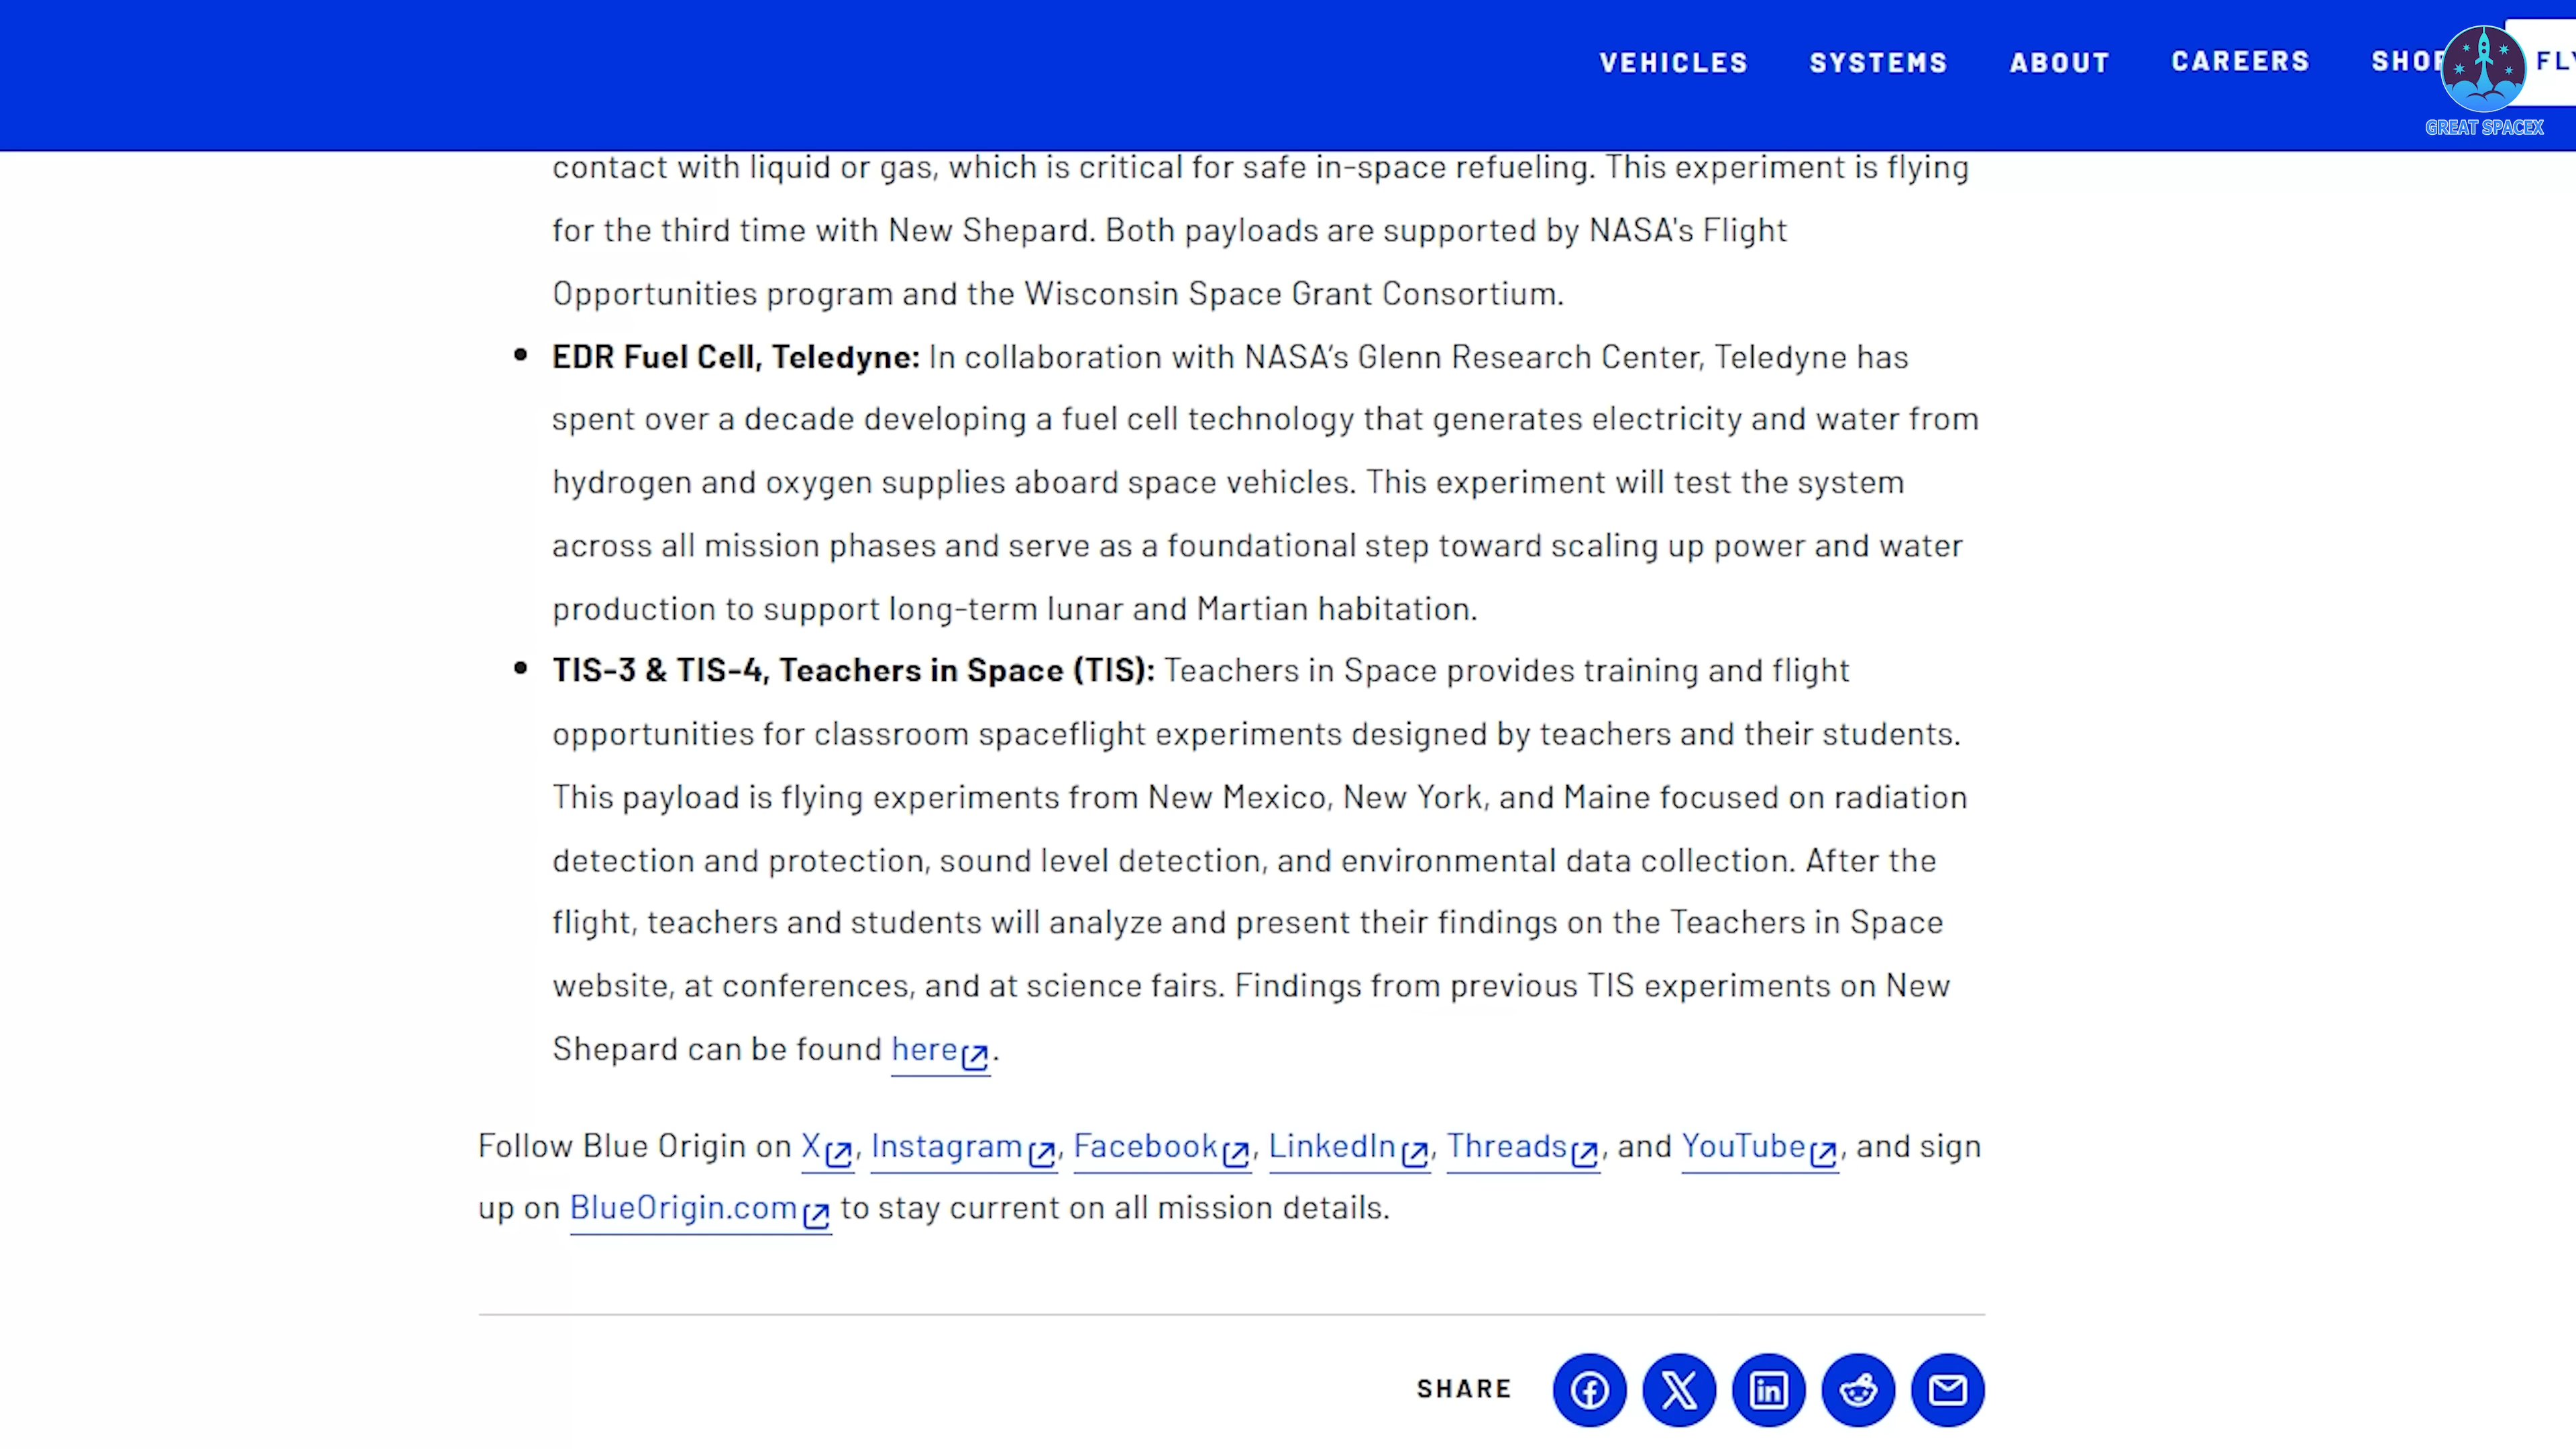 VEHICLES SYSTEMS ABOUT CAREERS SHOP FLY
GREAT SPACEX
contact with liquid or gas, which is critical for safe in-space refueling. This experiment is flying
for the third time with New Shepard. Both payloads are supported by NASA's Flight
Opportunities program and the Wisconsin Space Grant Consortium.
• EDR Fuel Cell, Teledyne: In collaboration with NASA’s Glenn Research Center, Teledyne has
spent over a decade developing a fuel cell technology that generates electricity and water from
hydrogen and oxygen supplies aboard space vehicles. This experiment will test the system
across all mission phases and serve as a foundational step toward scaling up power and water
production to support long-term lunar and Martian habitation.
• TIS-3 & TIS-4, Teachers in Space (TIS): Teachers in Space provides training and flight
opportunities for classroom spaceflight experiments designed by teachers and their students.
This payload is flying experiments from New Mexico, New York, and Maine focused on radiation
detection and protection, sound level detection, and environmental data collection. After the
flight, teachers and students will analyze and present their findings on the Teachers in Space
website, at conferences, and at science fairs. Findings from previous TIS experiments on New
Shepard can be found here.
Follow Blue Origin on X, Instagram, Facebook, LinkedIn, Threads, and YouTube, and sign
up on BlueOrigin.com to stay current on all mission details.
SHARE